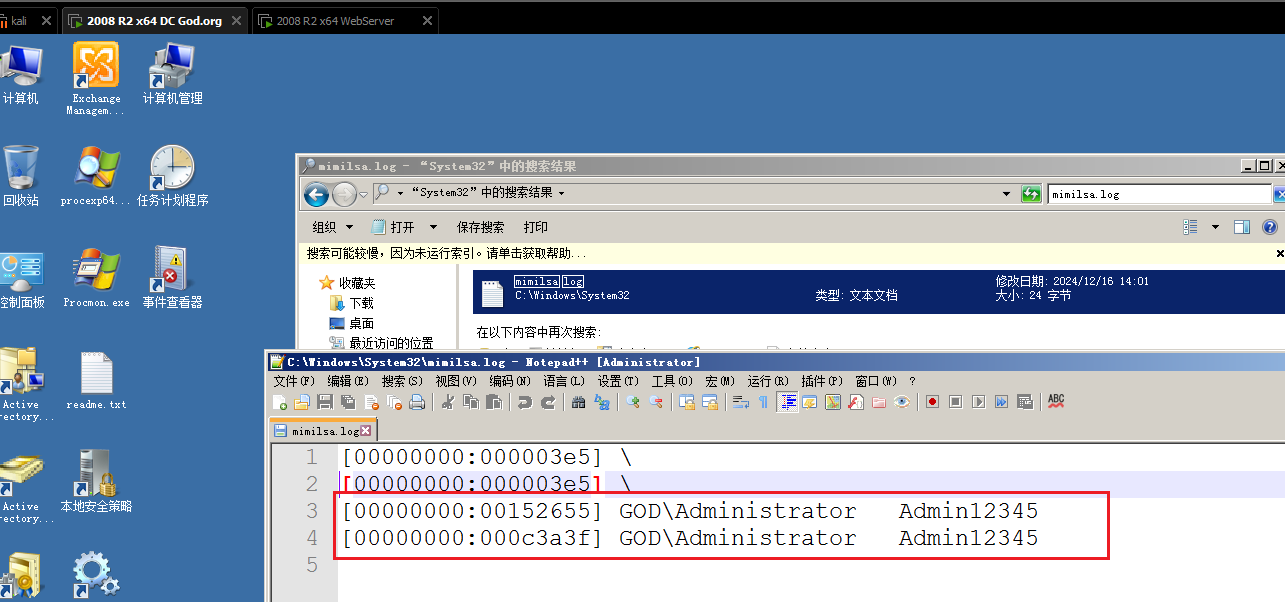 kali
2008 R2 x64 DC God.org
2008 R2 x64 WebServer
计算机
Exchange
Managem...
计算机管理
回收站
procexp64...
任务计划程序
控制面板
Procmon.exe
事件查看器
Active
rectory...
readme.txt
Active
rectory...
本地安全策略
mimilsa.log - “System32”中的搜索结果
“System32”中的搜索结果
mimilsa.log
组织
打开
保存搜索
打印
搜索可能较慢，因为未运行索引。请单击获取帮助...
收藏夹
下载
桌面
最近访问的位置
mimilsa.log
C:\Windows\System32
类型: 文本文档
修改日期: 2024/12/16 14:01
大小: 24 字节
在以下内容中再次搜索:
C:\Windows\System32\mimilsa.log - Notepad++ [Administrator]
文件(F) 编辑(E) 搜索(S) 视图(V) 编码(N) 语言(L) 设置(T) 工具(O) 宏(M) 运行(R) 插件(P) 窗口(W) ?
ABC
mimilsa.log
1 [00000000:000003e5] \
2 [00000000:000003e5] \
3 [00000000:00152655] GOD\Administrator Admin12345
4 [00000000:000c3a3f] GOD\Administrator Admin12345
5